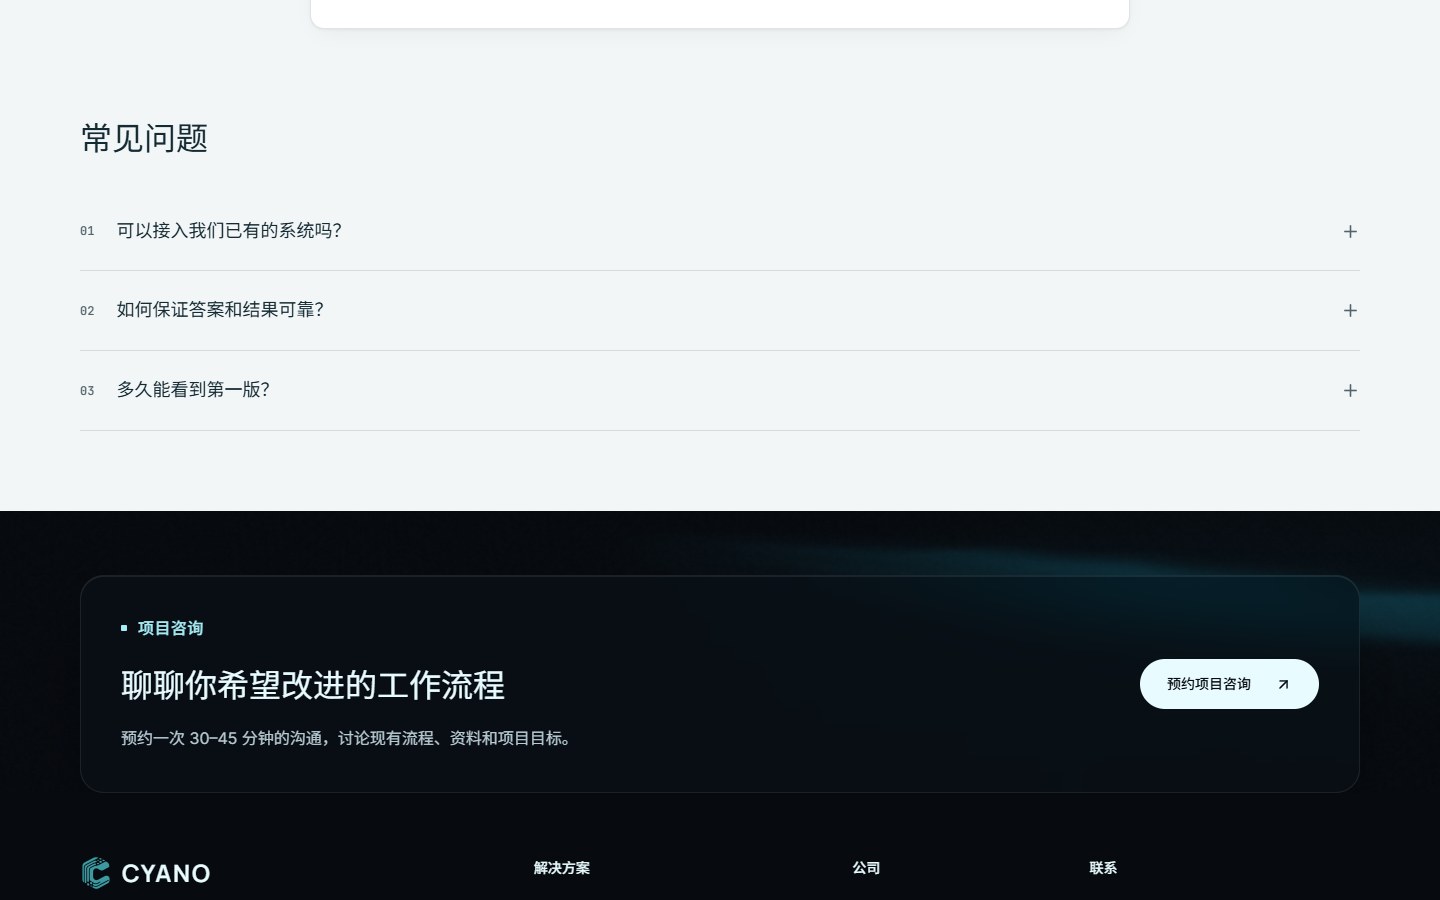 常见问题
01 可以接入我们已有的系统吗？
02 如何保证答案和结果可靠？
03 多久能看到第一版？
项目咨询
聊聊你希望改进的工作流程
预约项目咨询
预约一次 30–45 分钟的沟通，讨论现有流程、资料和项目目标。
CYANO
解决方案
公司
联系